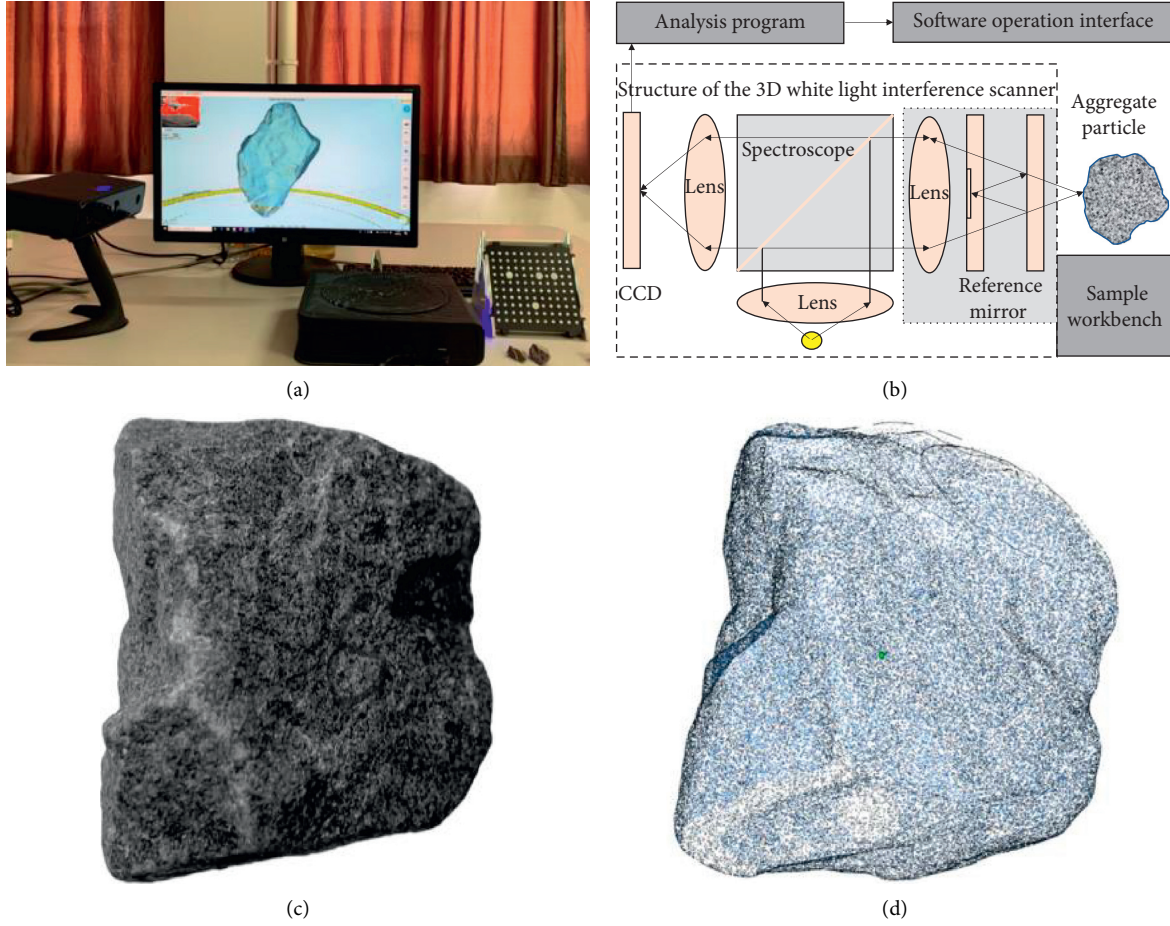 Analysis program
Software operation interface
Structure of the 3D white light interference scanner
Aggregate
particle
Spectroscope
Lens
Lens
CCD
Lens
Reference
mirror
Sample
workbench
(a)
(b)
(c)
(d)